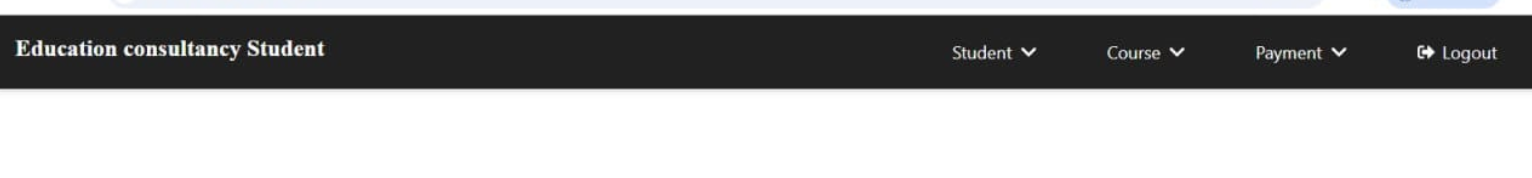 Education consultancy Student
Student
Course
Payment
Logout